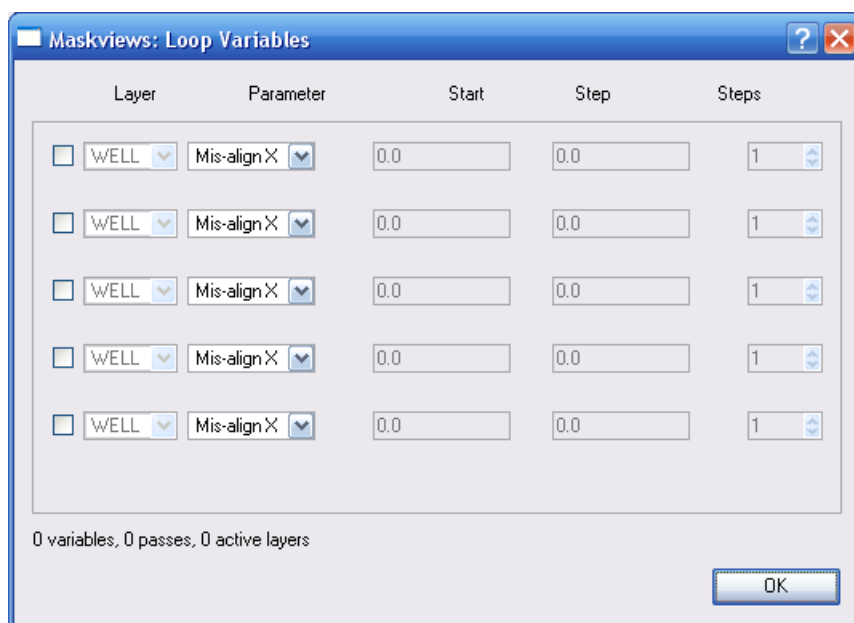 Maskviews: Loop Variables
Layer Parameter Start Step Steps
WELL Mis-align X 0.0 0.0 1
WELL Mis-align X 0.0 0.0 1
WELL Mis-align X 0.0 0.0 1
WELL Mis-align X 0.0 0.0 1
WELL Mis-align X 0.0 0.0 1
0 variables, 0 passes, 0 active layers
OK